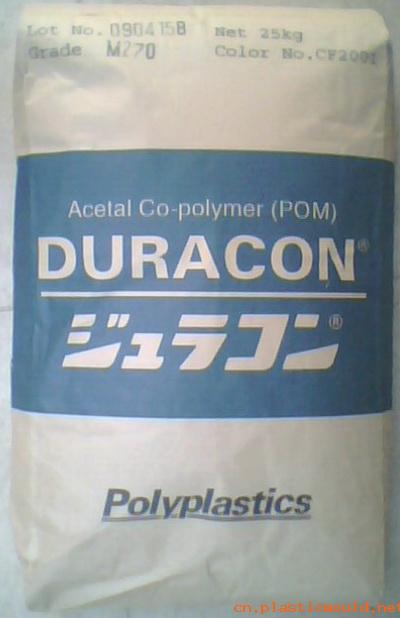 Lot No. 0904158 Net 25kg
Grade M270 Color No.CF2001
Acetal Co-polymer (POM)
DURACON®
ジュラコン®
Polyplastics
cn.plasticmould.net